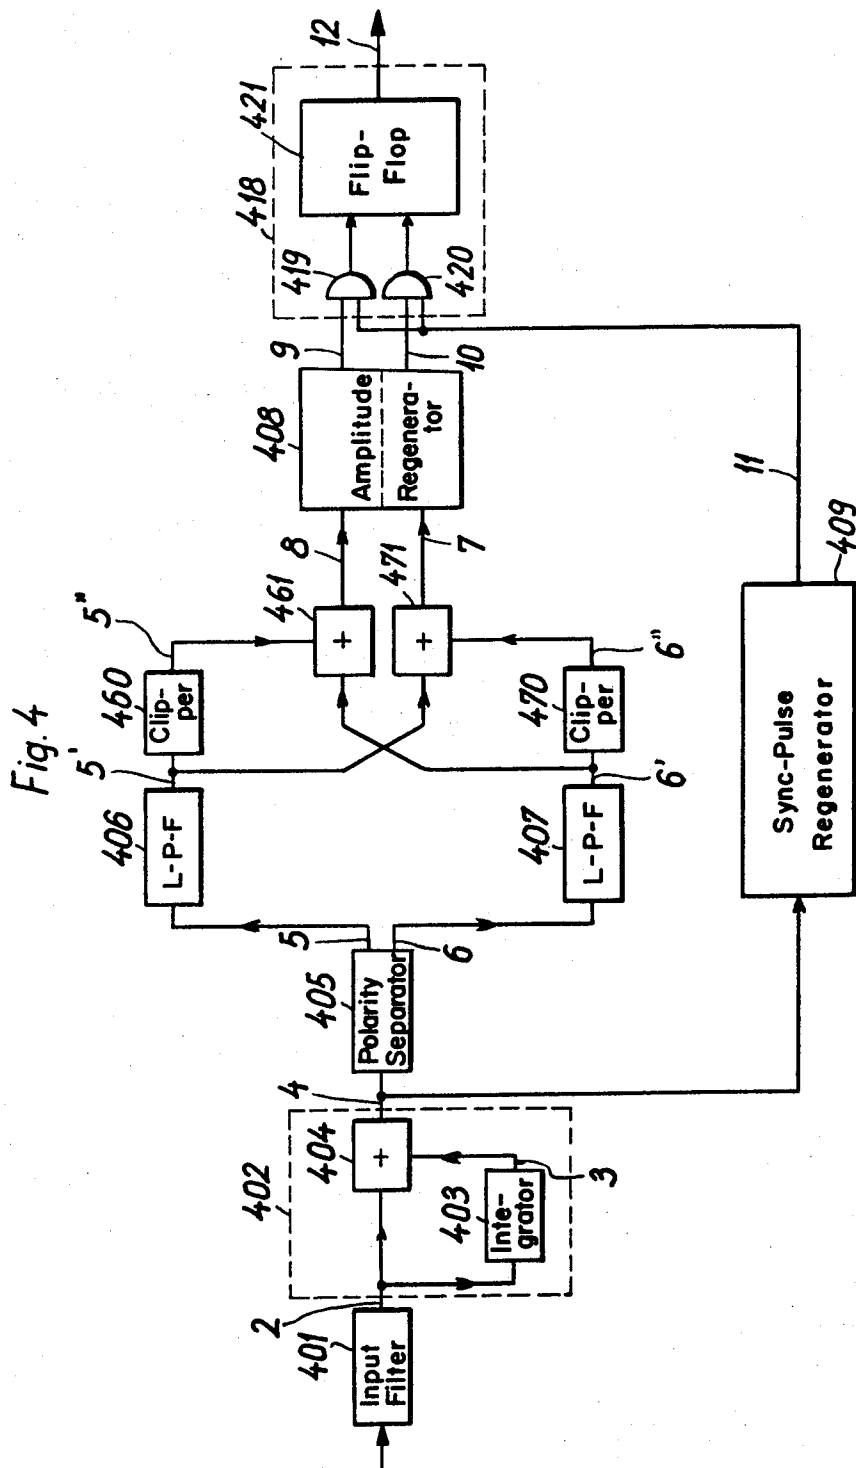 Fig. 4
401
Input
Filter
2
402
404
+
403
Inte-
grator
3
4
405
Polarity
Separator
5
6
406
L-P-F
5'
460
Clip-
per
5"
407
L-P-F
6'
470
Clip-
per
6"
461
+
471
+
8
7
408
Amplitude
Regenera-
tor
9
10
418
419
420
421
Flip-
Flop
12
11
409
Sync-Pulse
Regenerator